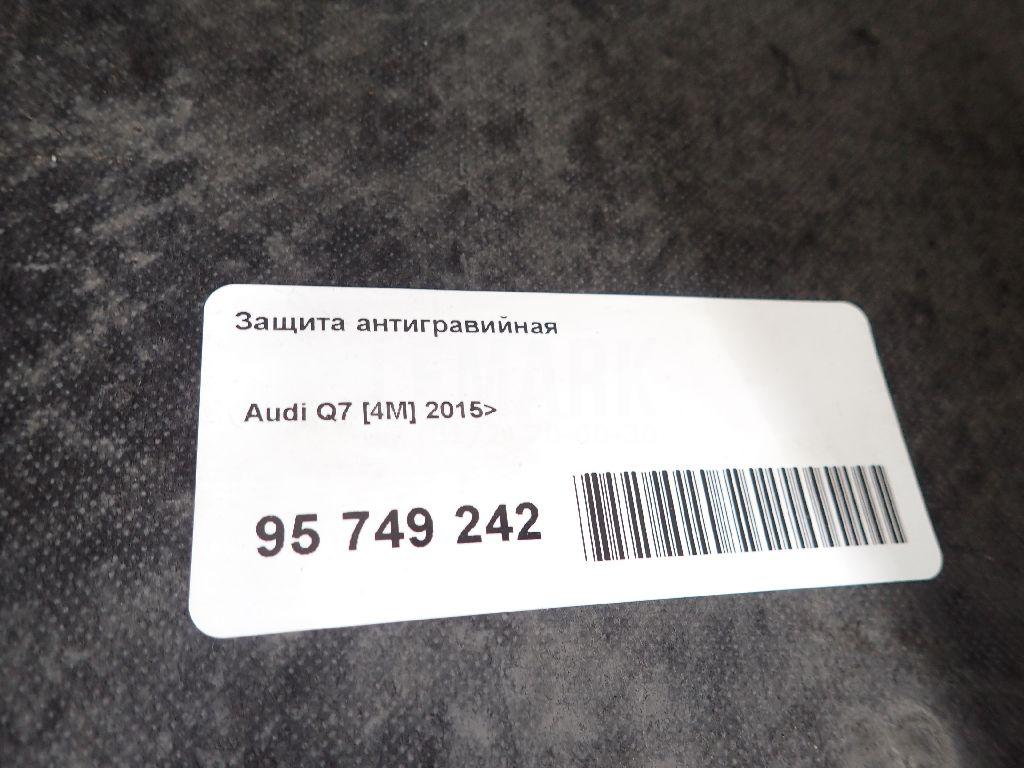 Защита антигравийная
Audi Q7 [4M] 2015>
95 749 242